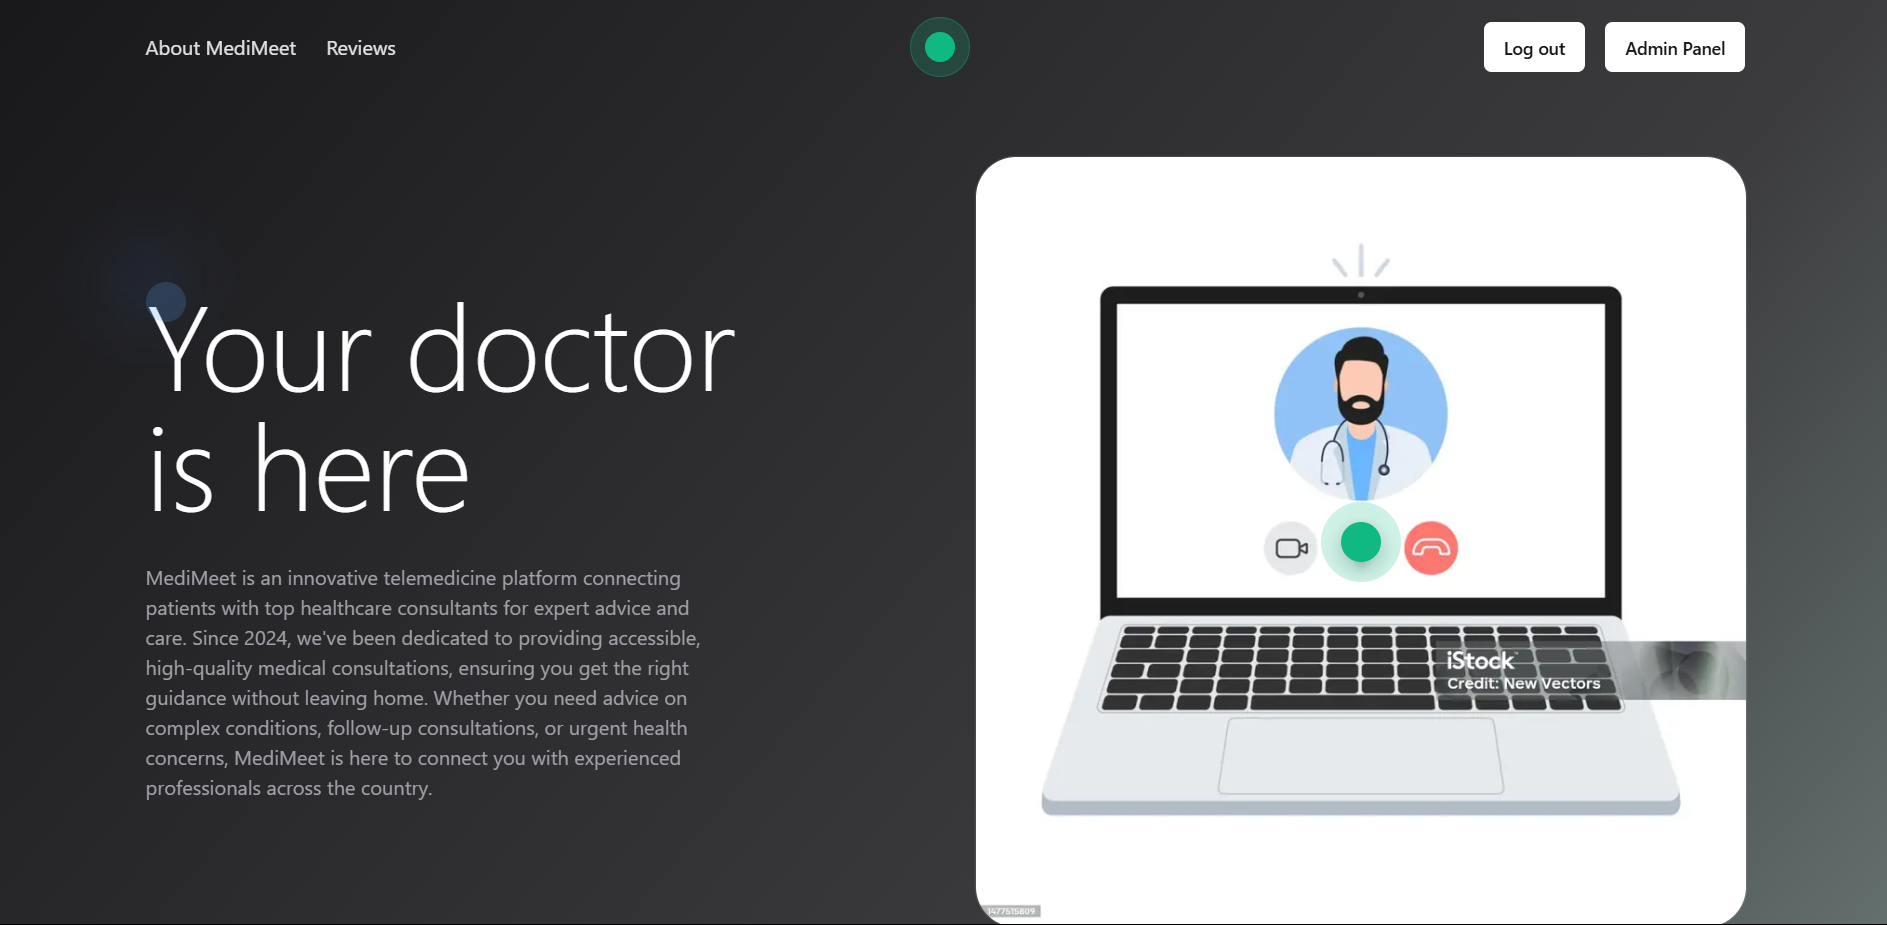 About MediMeet
Reviews
Log out
Admin Panel
Your doctor
is here
MediMeet is an innovative telemedicine platform connecting
patients with top healthcare consultants for expert advice and
care. Since 2024, we've been dedicated to providing accessible,
high-quality medical consultations, ensuring you get the right
guidance without leaving home. Whether you need advice on
complex conditions, follow-up consultations, or urgent health
concerns, MediMeet is here to connect you with experienced
professionals across the country.
iStock™
Credit: New Vectors
1477515809